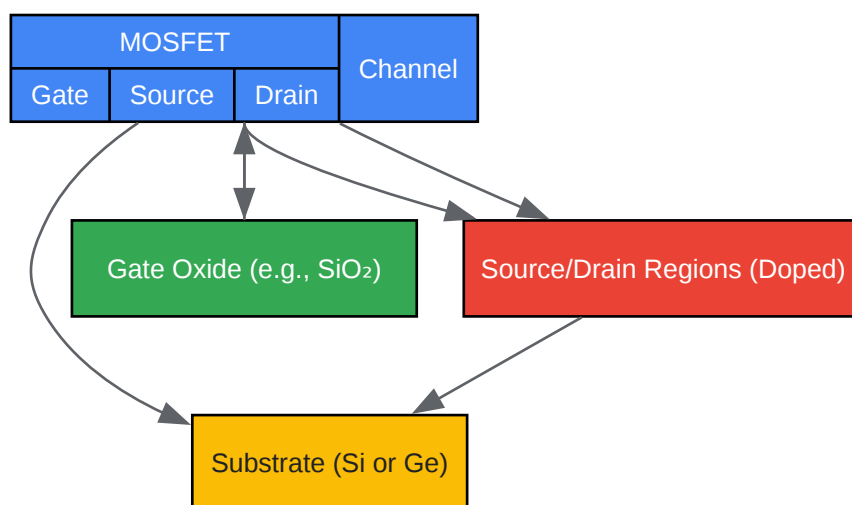 MOSFET
Channel
Gate
Source
Drain
Gate Oxide (e.g., SiO₂)
Source/Drain Regions (Doped)
Substrate (Si or Ge)